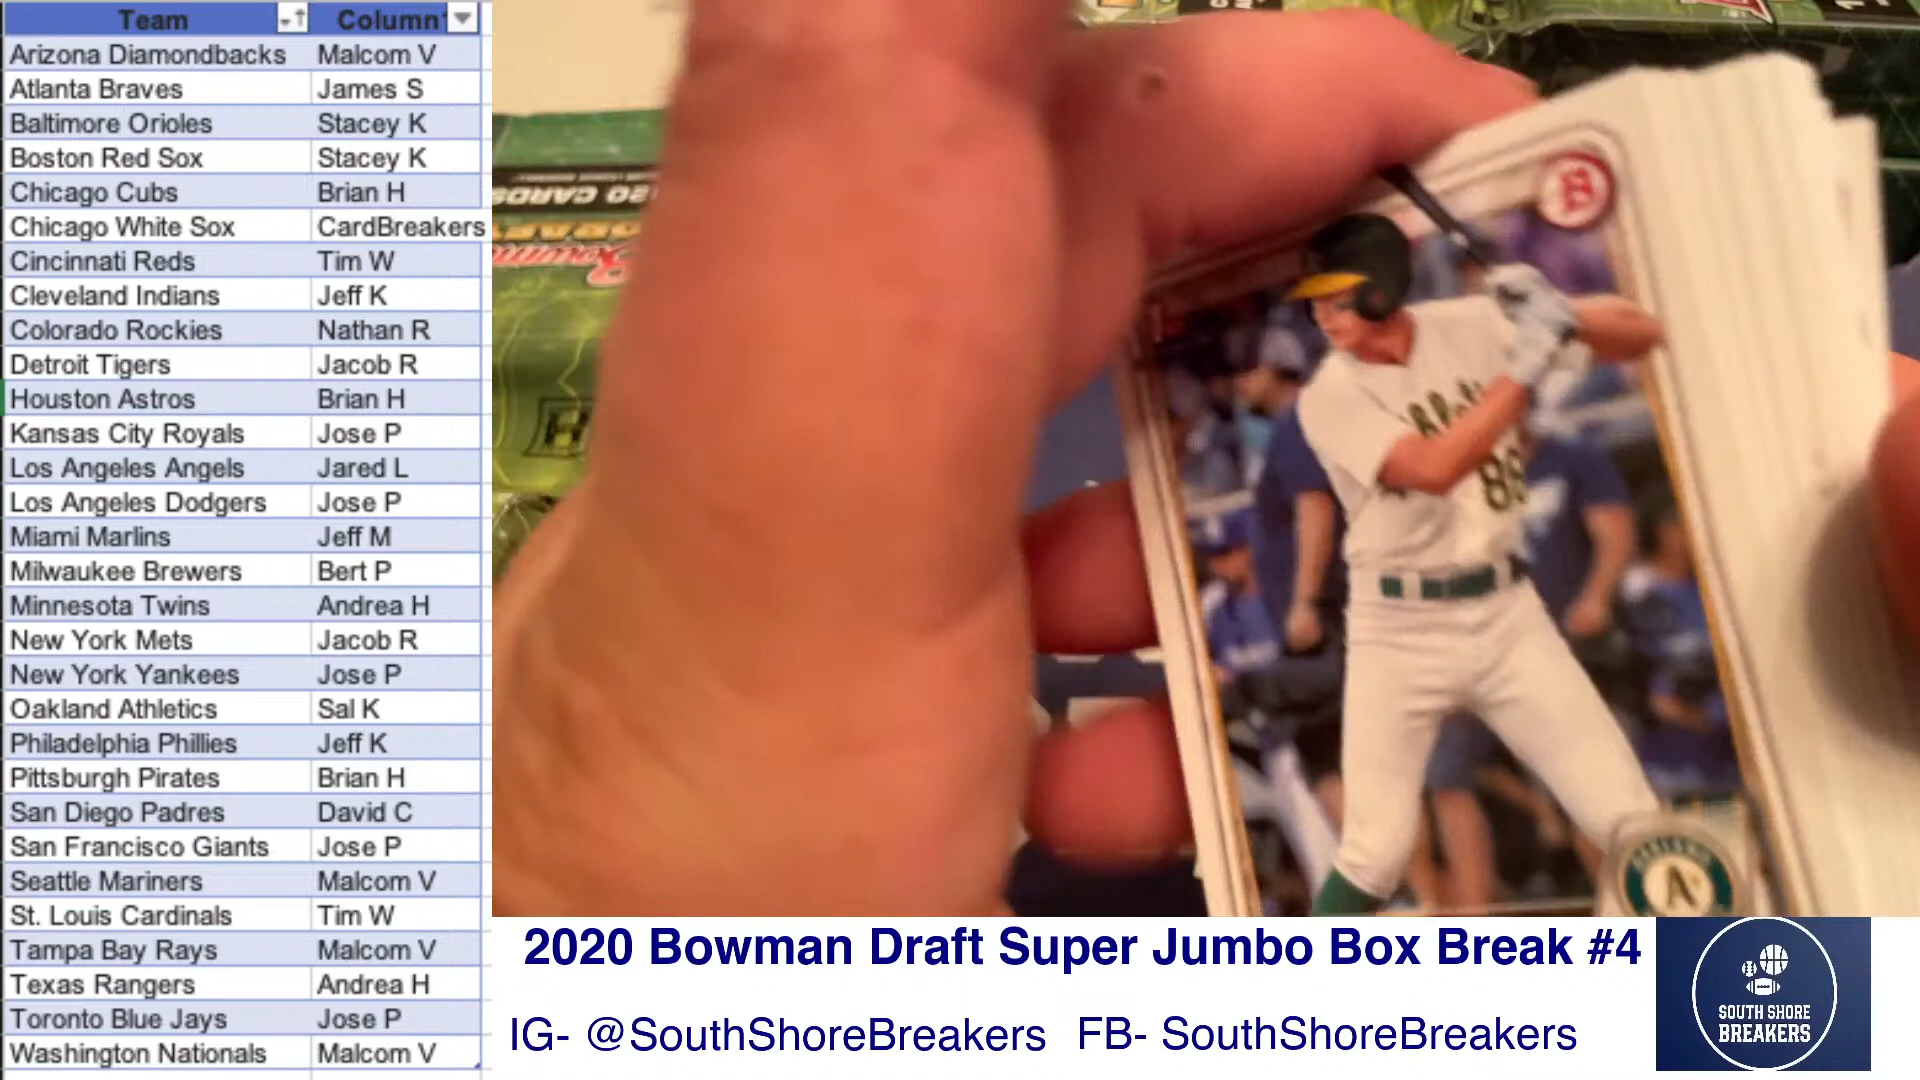 Team Column
Arizona Diamondbacks Malcom V
Atlanta Braves James S
Baltimore Orioles Stacey K
Boston Red Sox Stacey K
Chicago Cubs Brian H
Chicago White Sox CardBreakers
Cincinnati Reds Tim W
Cleveland Indians Jeff K
Colorado Rockies Nathan R
Detroit Tigers Jacob R
Houston Astros Brian H
Kansas City Royals Jose P
Los Angeles Angels Jared L
Los Angeles Dodgers Jose P
Miami Marlins Jeff M
Milwaukee Brewers Bert P
Minnesota Twins Andrea H
New York Mets Jacob R
New York Yankees Jose P
Oakland Athletics Sal K
Philadelphia Phillies Jeff K
Pittsburgh Pirates Brian H
San Diego Padres David C
San Francisco Giants Jose P
Seattle Mariners Malcom V
St. Louis Cardinals Tim W
Tampa Bay Rays Malcom V
Texas Rangers Andrea H
Toronto Blue Jays Jose P
Washington Nationals Malcom V
20 CARDS
B
A's
2020 Bowman Draft Super Jumbo Box Break #4
IG- @SouthShoreBreakers FB- SouthShoreBreakers
SOUTH SHORE
BREAKERS